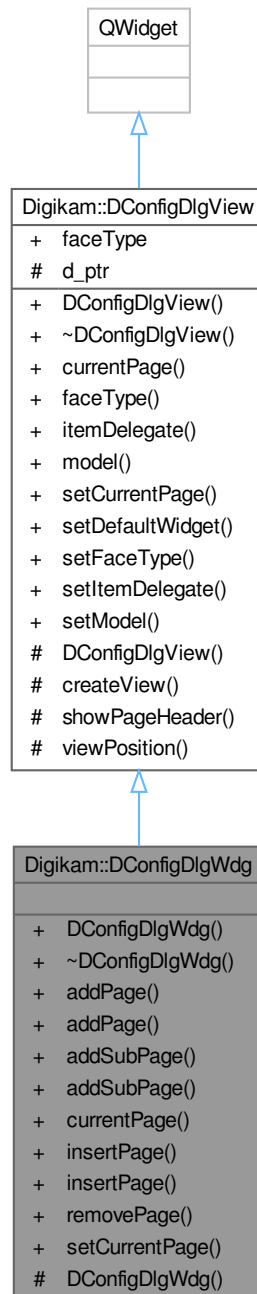 QWidget
Digikam::DConfigDlgView
+ faceType
# d_ptr
+ DConfigDlgView()
+ ~DConfigDlgView()
+ currentPage()
+ faceType()
+ itemDelegate()
+ model()
+ setCurrentPage()
+ setDefaultWidget()
+ setFaceType()
+ setItemDelegate()
+ setModel()
# DConfigDlgView()
# createView()
# showPageHeader()
# viewPosition()
Digikam::DConfigDlgWdg
+ DConfigDlgWdg()
+ ~DConfigDlgWdg()
+ addPage()
+ addPage()
+ addSubPage()
+ addSubPage()
+ currentPage()
+ insertPage()
+ insertPage()
+ removePage()
+ setCurrentPage()
# DConfigDlgWdg()